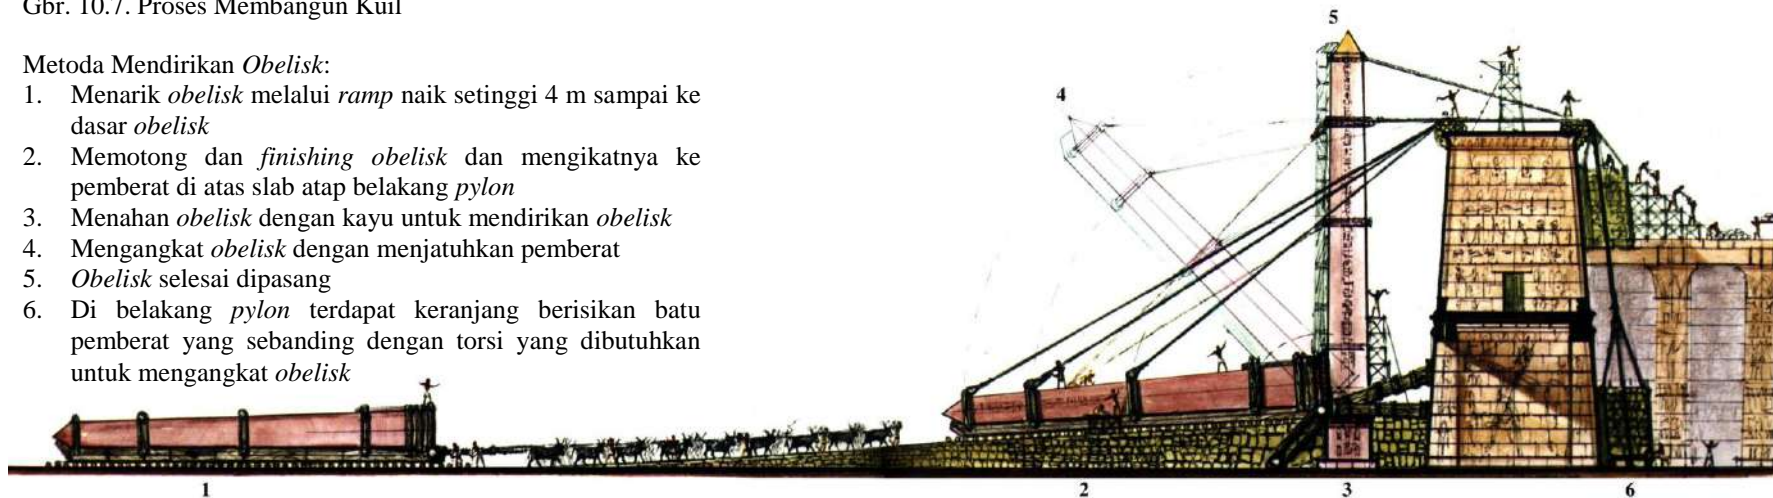 Gbr. 10.7. Proses Membangun Kuil
Metoda Mendirikan Obelisk:
1. Menarik obelisk melalui ramp naik setinggi 4 m sampai ke
dasar obelisk
2. Memotong dan finishing obelisk dan mengikatnya ke
pemberat di atas slab atap belakang pylon
3. Menahan obelisk dengan kayu untuk mendirikan obelisk
4. Mengangkat obelisk dengan menjatuhkan pemberat
5. Obelisk selesai dipasang
6. Di belakang pylon terdapat keranjang berisikan batu
pemberat yang sebanding dengan torsi yang dibutuhkan
untuk mengangkat obelisk
5
4
1
2
3
6